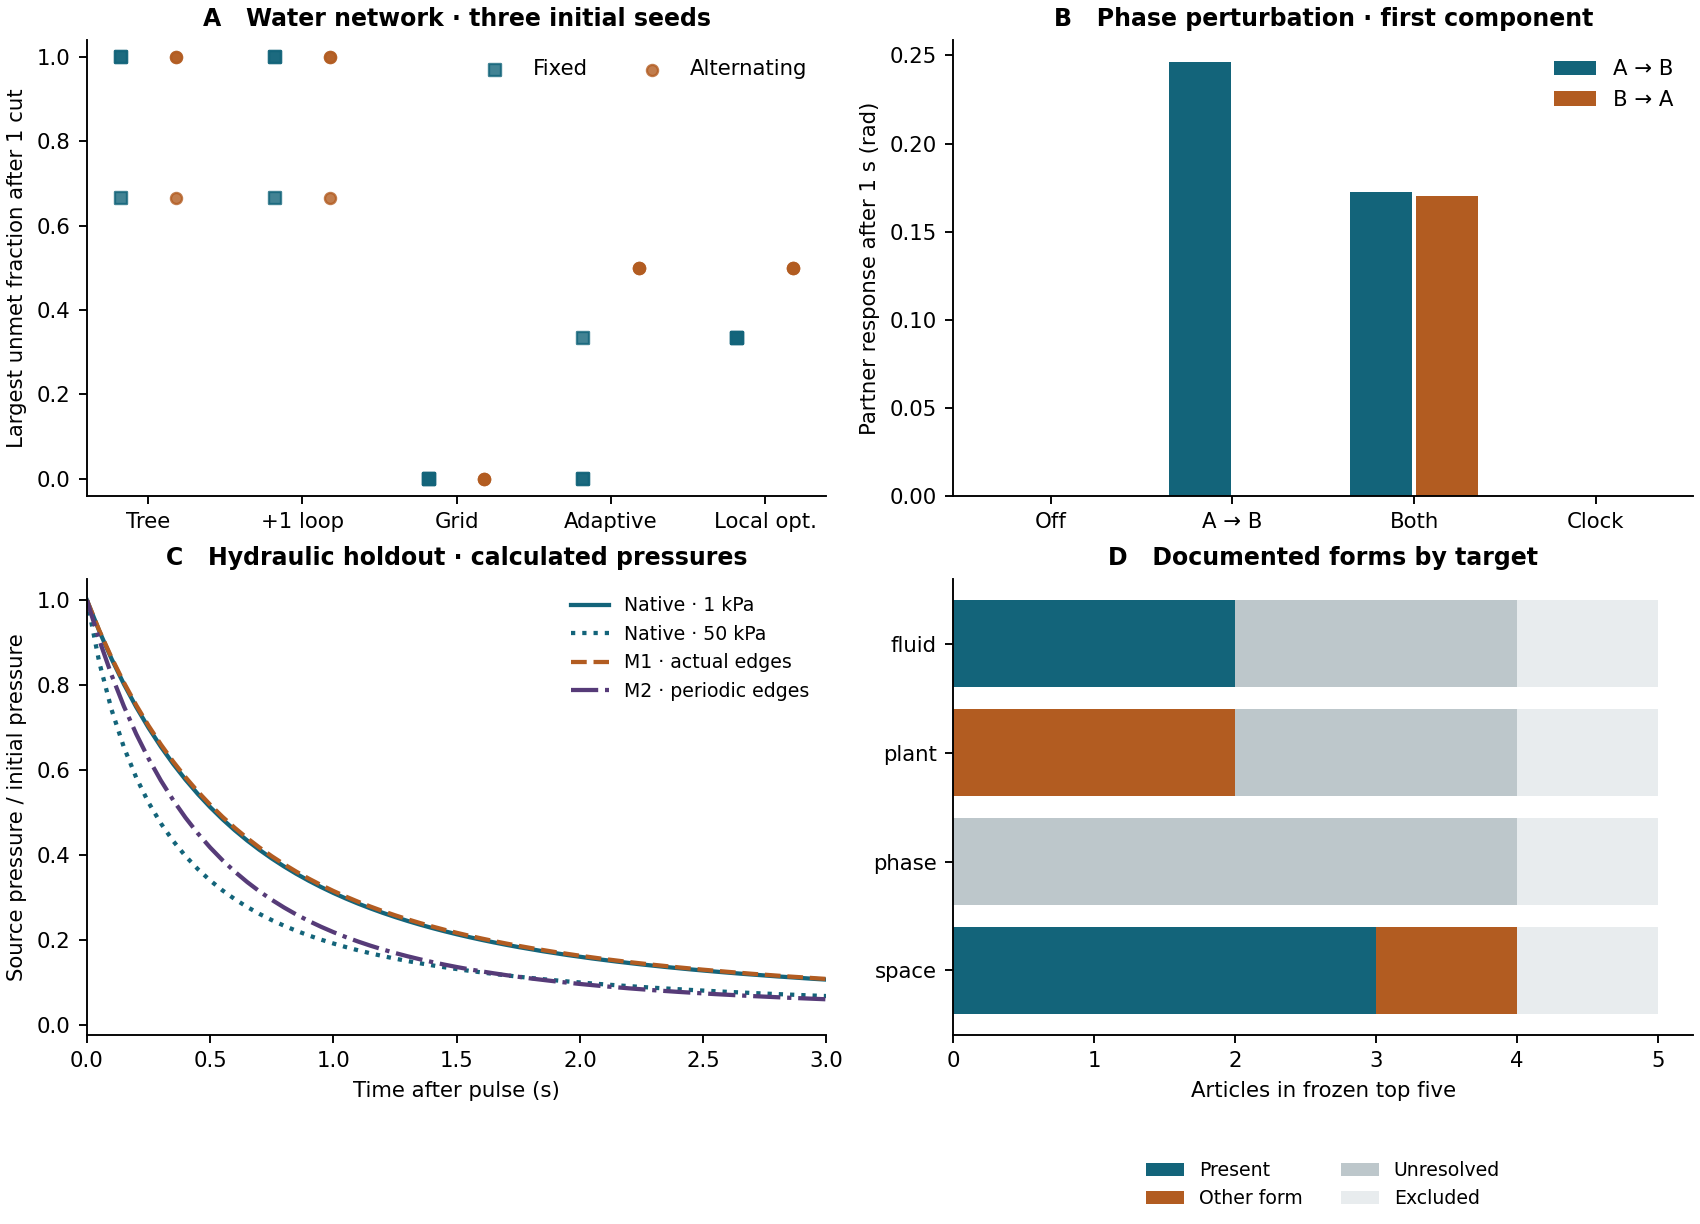 A   Water network · three initial seeds
Largest unmet fraction after 1 cut
1.0
0.8
0.6
0.4
0.2
0.0
Fixed
Alternating
Tree
+1 loop
Grid
Adaptive
Local opt.
B   Phase perturbation · first component
Partner response after 1 s (rad)
0.25
0.20
0.15
0.10
0.05
0.00
A → B
B → A
Off
A → B
Both
Clock
C   Hydraulic holdout · calculated pressures
Source pressure / initial pressure
1.0
0.8
0.6
0.4
0.2
0.0
Native · 1 kPa
Native · 50 kPa
M1 · actual edges
M2 · periodic edges
0.0
0.5
1.0
1.5
2.0
2.5
3.0
Time after pulse (s)
D   Documented forms by target
fluid
plant
phase
space
0
1
2
3
4
5
Articles in frozen top five
Present
Other form
Unresolved
Excluded